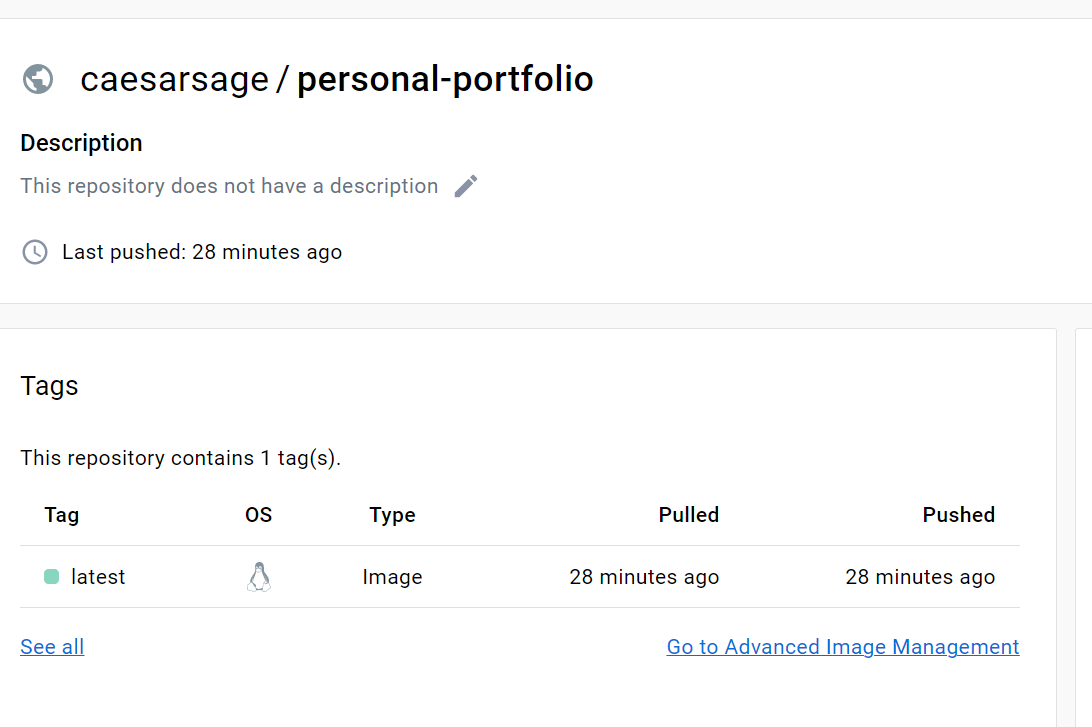 caesarsage / personal-portfolio
Description
This repository does not have a description
Last pushed: 28 minutes ago
Tags
This repository contains 1 tag(s).
Tag OS Type Pulled Pushed
latest Image 28 minutes ago 28 minutes ago
See all Go to Advanced Image Management